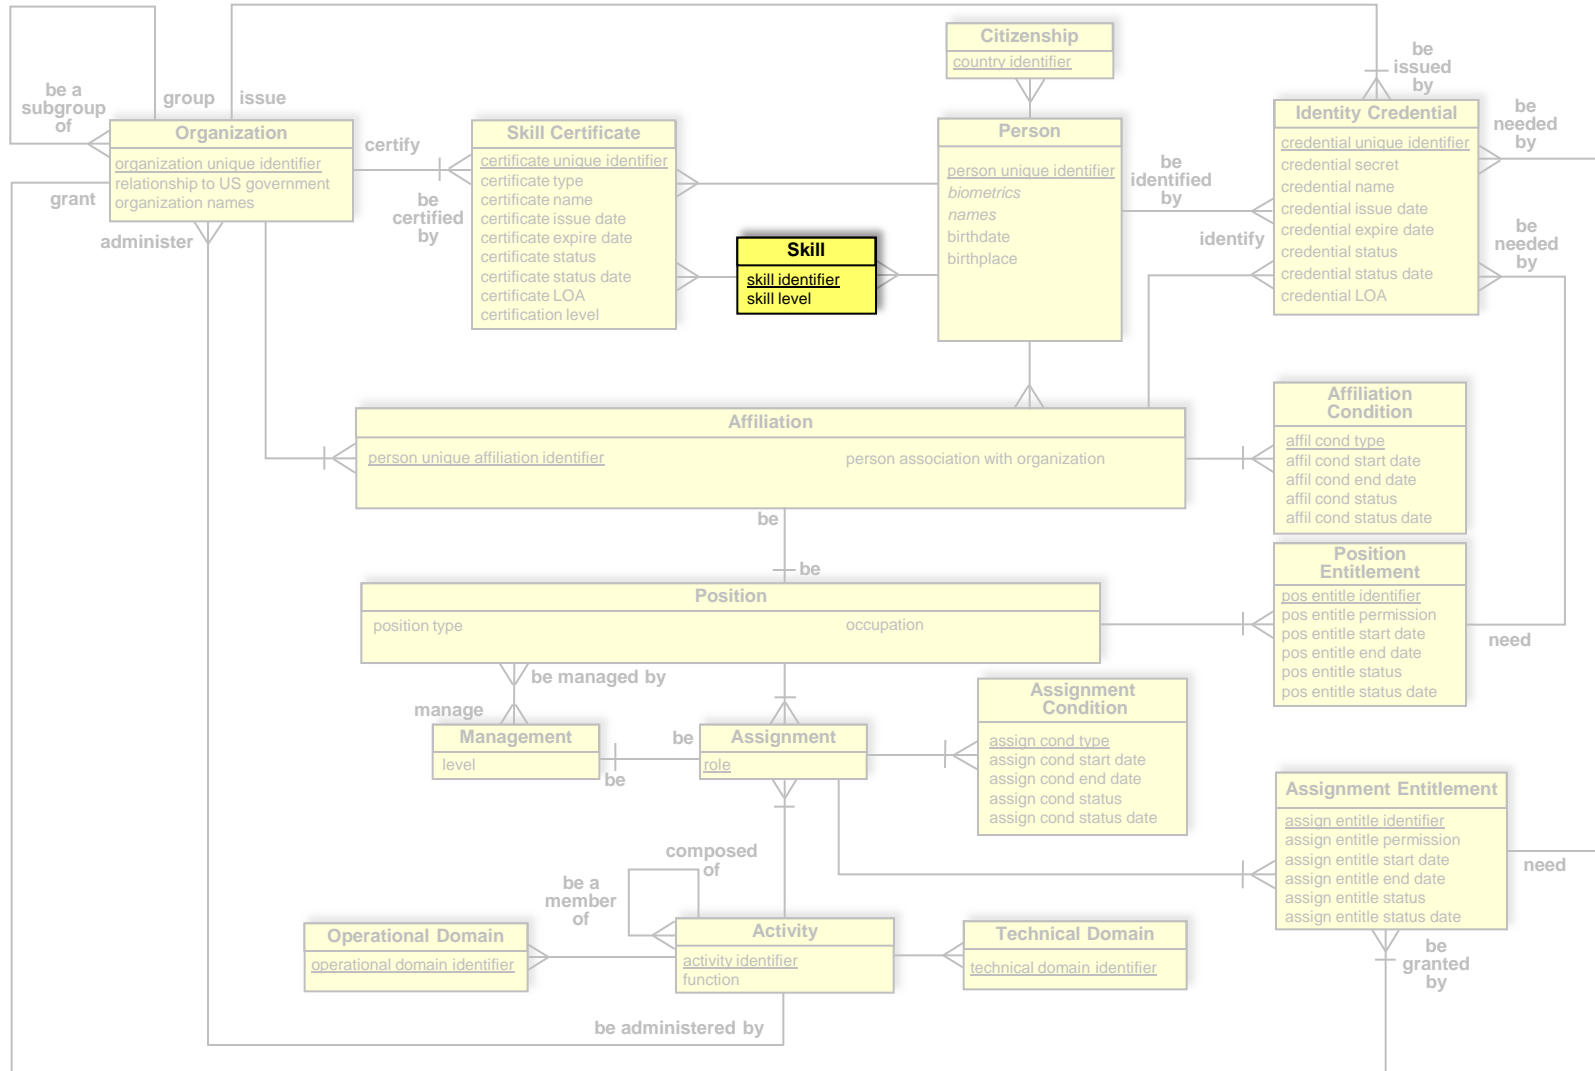 be a
subgroup
of
group
issue
Organization
organization unique identifier
relationship to US government
organization names
grant
administer
certify
be
certified
by
Skill Certificate
certificate unique identifier
certificate type
certificate name
certificate issue date
certificate expire date
certificate status
certificate status date
certificate LOA
certification level
Skill
skill identifier
skill level
Citizenship
country identifier
Person
person unique identifier
biometrics
names
birthdate
birthplace
be
identified
by
identify
be
issued
by
Identity Credential
credential unique identifier
credential secret
credential name
credential issue date
credential expire date
credential status
credential status date
credential LOA
be
needed
by
be
needed
by
Affiliation
person unique affiliation identifier
person association with organization
Affiliation
Condition
affil cond type
affil cond start date
affil cond end date
affil cond status
affil cond status date
be
be
Position
position type
occupation
Position
Entitlement
pos entitle identifier
pos entitle permission
pos entitle start date
pos entitle end date
pos entitle status
pos entitle status date
need
be managed by
manage
Management
level
be
be
Assignment
role
Assignment
Condition
assign cond type
assign cond start date
assign cond end date
assign cond status
assign cond status date
Assignment Entitlement
assign entitle identifier
assign entitle permission
assign entitle start date
assign entitle end date
assign entitle status
assign entitle status date
need
composed
of
be a
member
of
Operational Domain
operational domain identifier
Activity
activity identifier
function
Technical Domain
technical domain identifier
be
granted
by
be administered by